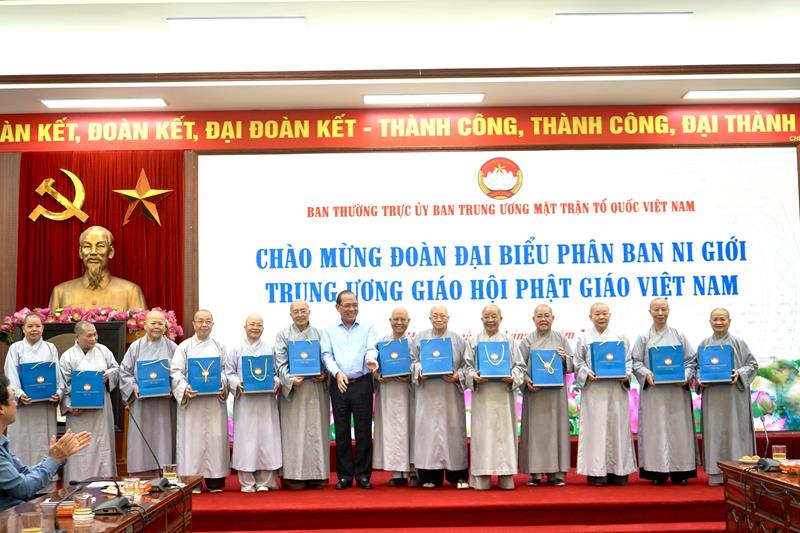 ÀN KẾT, ĐOÀN KẾT, ĐẠI ĐOÀN KẾT - THÀNH CÔNG, THÀNH CÔNG, ĐẠI THÀNH
BAN THƯỜNG TRỰC ỦY BAN TRUNG ƯƠNG MẶT TRẬN TỔ QUỐC VIỆT NAM
CHÀO MỪNG ĐOÀN ĐẠI BIỂU PHÂN BAN NI GIỚI
TRUNG ƯƠNG GIÁO HỘI PHẬT GIÁO VIỆT NAM